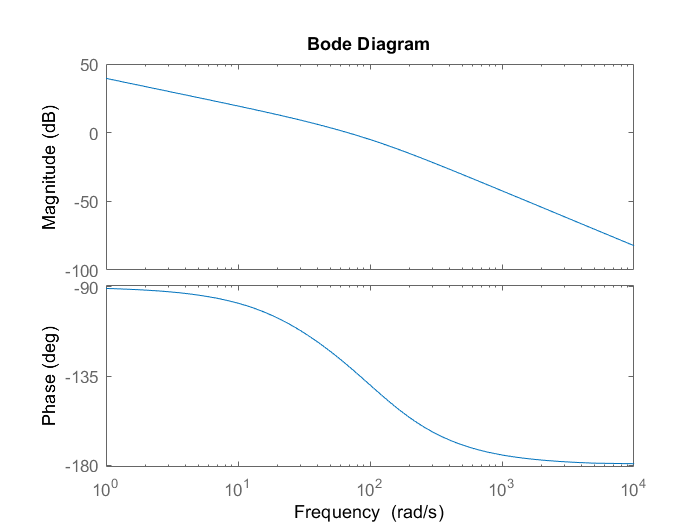 Bode Diagram
Magnitude (dB)
50
0
-50
-100
Phase (deg)
-90
-135
-180
10^0 10^1 10^2 10^3 10^4
Frequency (rad/s)